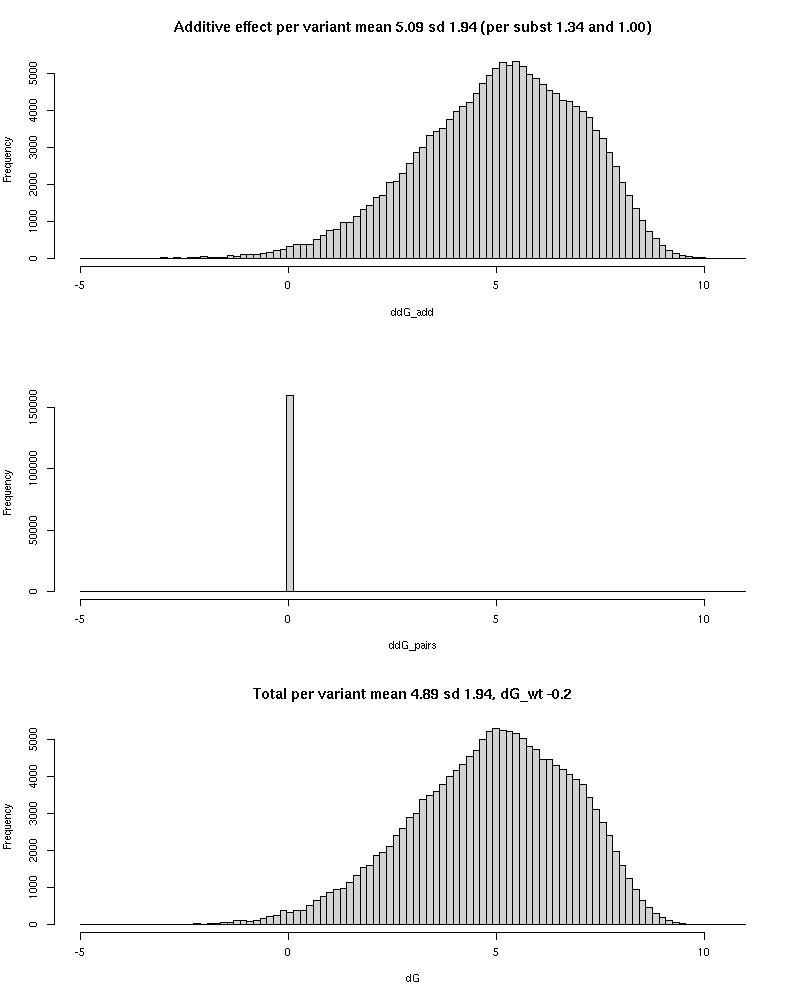 Additive effect per variant mean 5.09 sd 1.94 (per subst 1.34 and 1.00)
Frequency
5000
4000
3000
2000
1000
0
-5 0 5 10
ddG_add
Frequency
150000
100000
50000
0
-5 0 5 10
ddG_pairs
Total per variant mean 4.89 sd 1.94, dG_wt -0.2
Frequency
5000
4000
3000
2000
1000
0
-5 0 5 10
dG